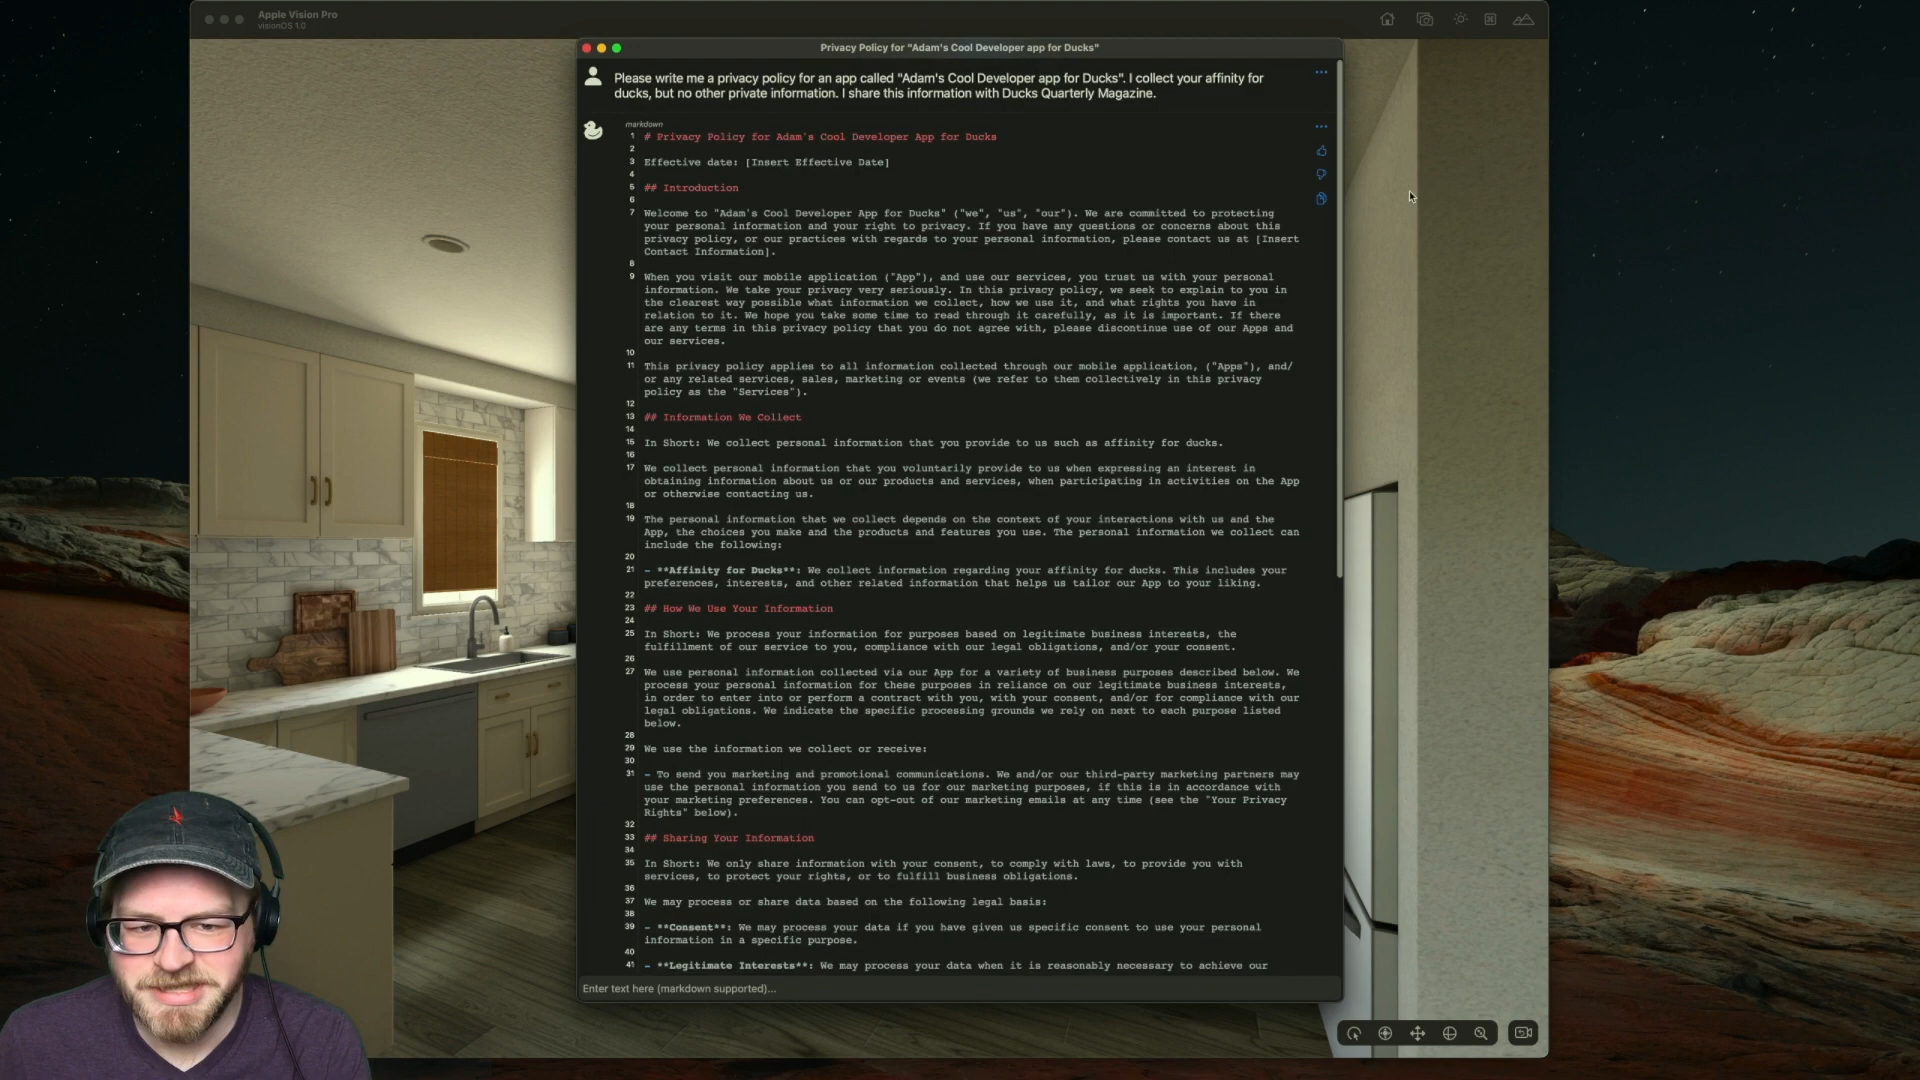 Apple Vision Pro
visionOS 1.0
Privacy Policy for "Adam's Cool Developer app for Ducks"
Please write me a privacy policy for an app called "Adam's Cool Developer app for Ducks". I collect your affinity for
ducks, but no other private information. I share this information with Ducks Quarterly Magazine.
markdown
1 # Privacy Policy for Adam's Cool Developer App for Ducks
2
3 Effective date: [Insert Effective Date]
4
5 ## Introduction
6
7 Welcome to "Adam's Cool Developer App for Ducks" ("we", "us", "our"). We are committed to protecting
your personal information and your right to privacy. If you have any questions or concerns about this
privacy policy, or our practices with regards to your personal information, please contact us at [Insert
Contact Information].
8
9 When you visit our mobile application ("App"), and use our services, you trust us with your personal
information. We take your privacy very seriously. In this privacy policy, we seek to explain to you in
the clearest way possible what information we collect, how we use it, and what rights you have in
relation to it. We hope you take some time to read through it carefully, as it is important. If there
are any terms in this privacy policy that you do not agree with, please discontinue use of our Apps and
our services.
10
11 This privacy policy applies to all information collected through our mobile application, ("Apps"), and/
or any related services, sales, marketing or events (we refer to them collectively in this privacy
policy as the "Services").
12
13 ## Information We Collect
14
15 In Short: We collect personal information that you provide to us such as affinity for ducks.
16
17 We collect personal information that you voluntarily provide to us when expressing an interest in
obtaining information about us or our products and services, when participating in activities on the App
or otherwise contacting us.
18
19 The personal information that we collect depends on the context of your interactions with us and the
App, the choices you make and the products and features you use. The personal information we collect can
include the following:
20
21 - **Affinity for Ducks**: We collect information regarding your affinity for ducks. This includes your
preferences, interests, and other related information that helps us tailor our App to your liking.
22
23 ## How We Use Your Information
24
25 In Short: We process your information for purposes based on legitimate business interests, the
fulfillment of our service to you, compliance with our legal obligations, and/or your consent.
26
27 We use personal information collected via our App for a variety of business purposes described below. We
process your personal information for these purposes in reliance on our legitimate business interests,
in order to enter into or perform a contract with you, with your consent, and/or for compliance with our
legal obligations. We indicate the specific processing grounds we rely on next to each purpose listed
below.
28
29 We use the information we collect or receive:
30
31 - To send you marketing and promotional communications. We and/or our third-party marketing partners may
use the personal information you send to us for our marketing purposes, if this is in accordance with
your marketing preferences. You can opt-out of our marketing emails at any time (see the "Your Privacy
Rights" below).
32
33 ## Sharing Your Information
34
35 In Short: We only share information with your consent, to comply with laws, to provide you with
services, to protect your rights, or to fulfill business obligations.
36
37 We may process or share data based on the following legal basis:
38
39 - **Consent**: We may process your data if you have given us specific consent to use your personal
information in a specific purpose.
40
41 - **Legitimate Interests**: We may process your data when it is reasonably necessary to achieve our
Enter text here (markdown supported)...